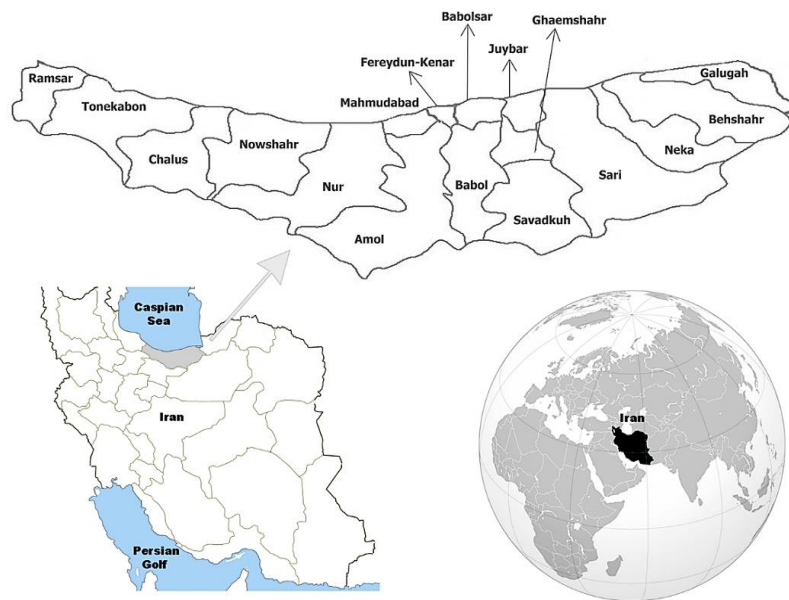 Babolsar
Ghaemshahr
Fereydun-Kenar
Juybar
Ramsar
Galugah
Tonekabon
Mahmudabad
Behshahr
Chalus
Nowshahr
Neka
Nur
Babol
Sari
Savadkuh
Amol
Caspian
Sea
Iran
Iran
Persian
Golf